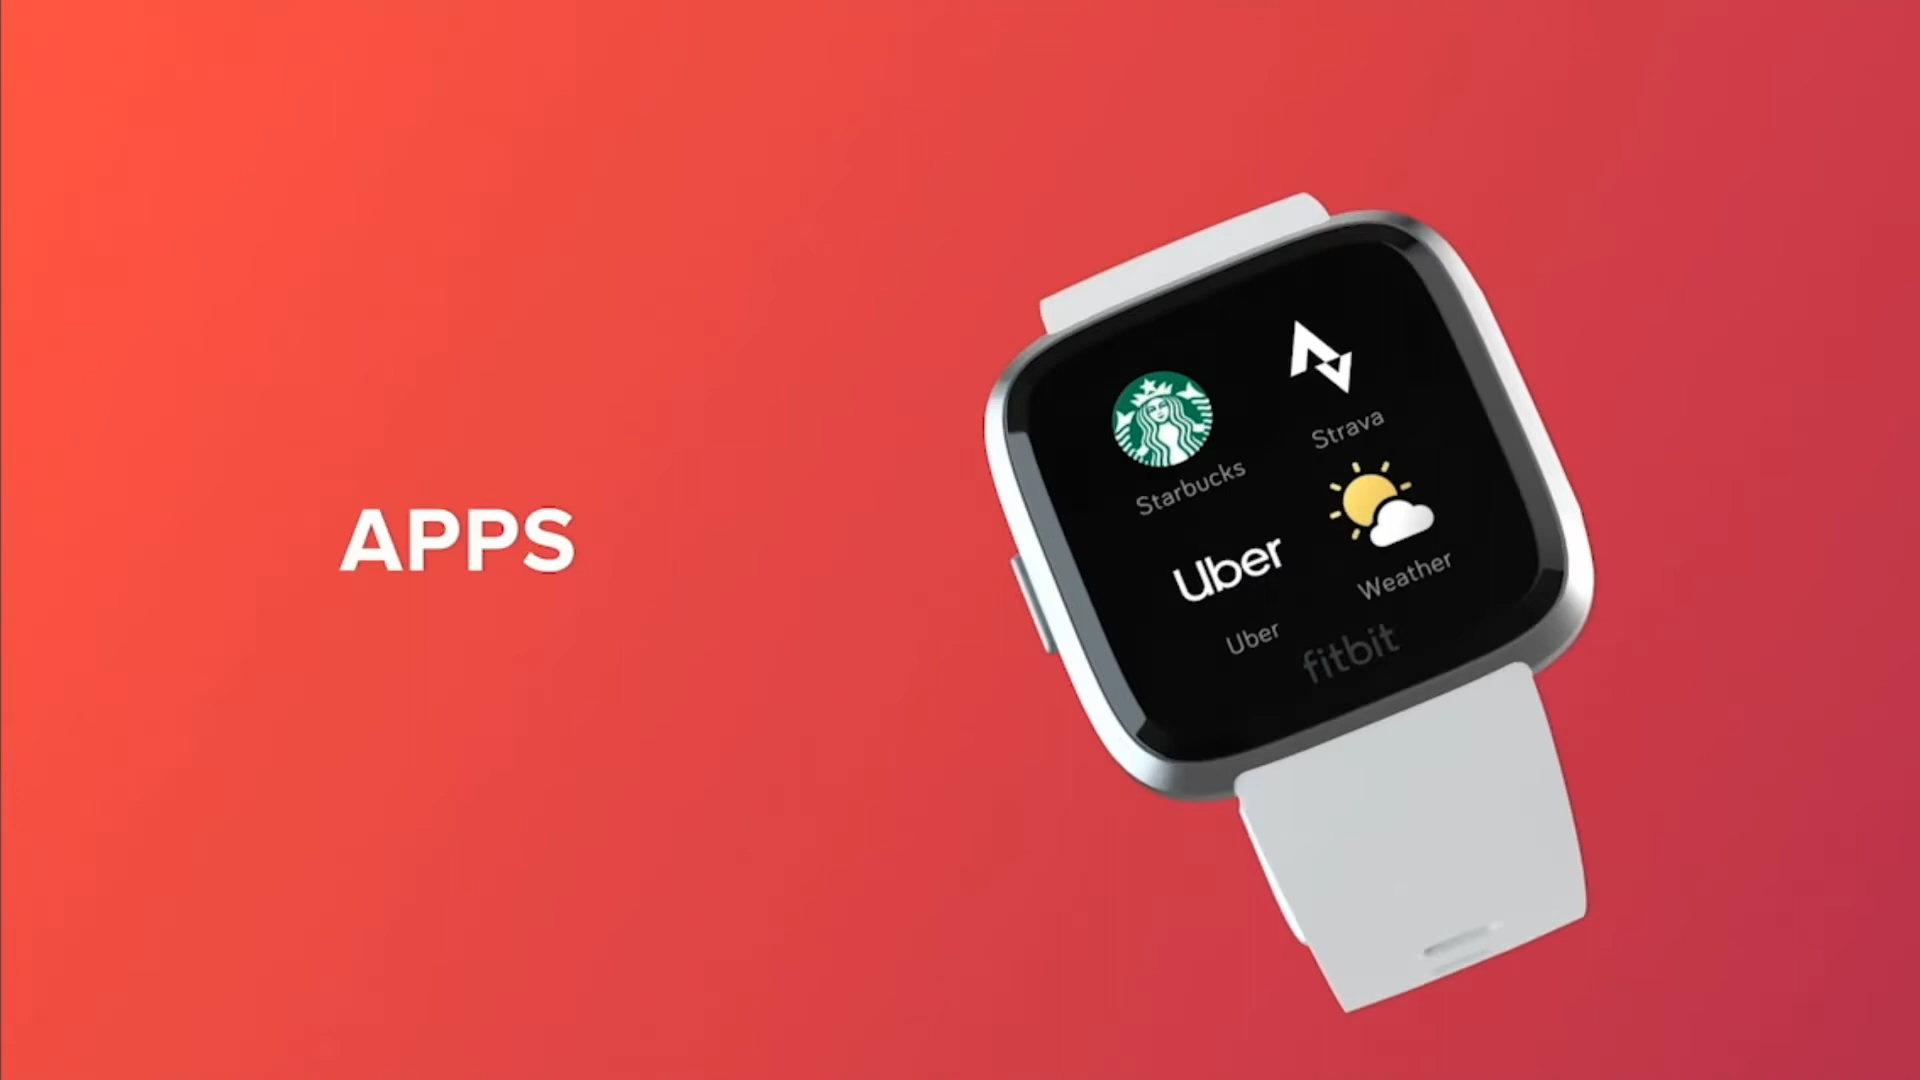 APPS
Starbucks
Strava
Uber
Uber
Weather
fitbit